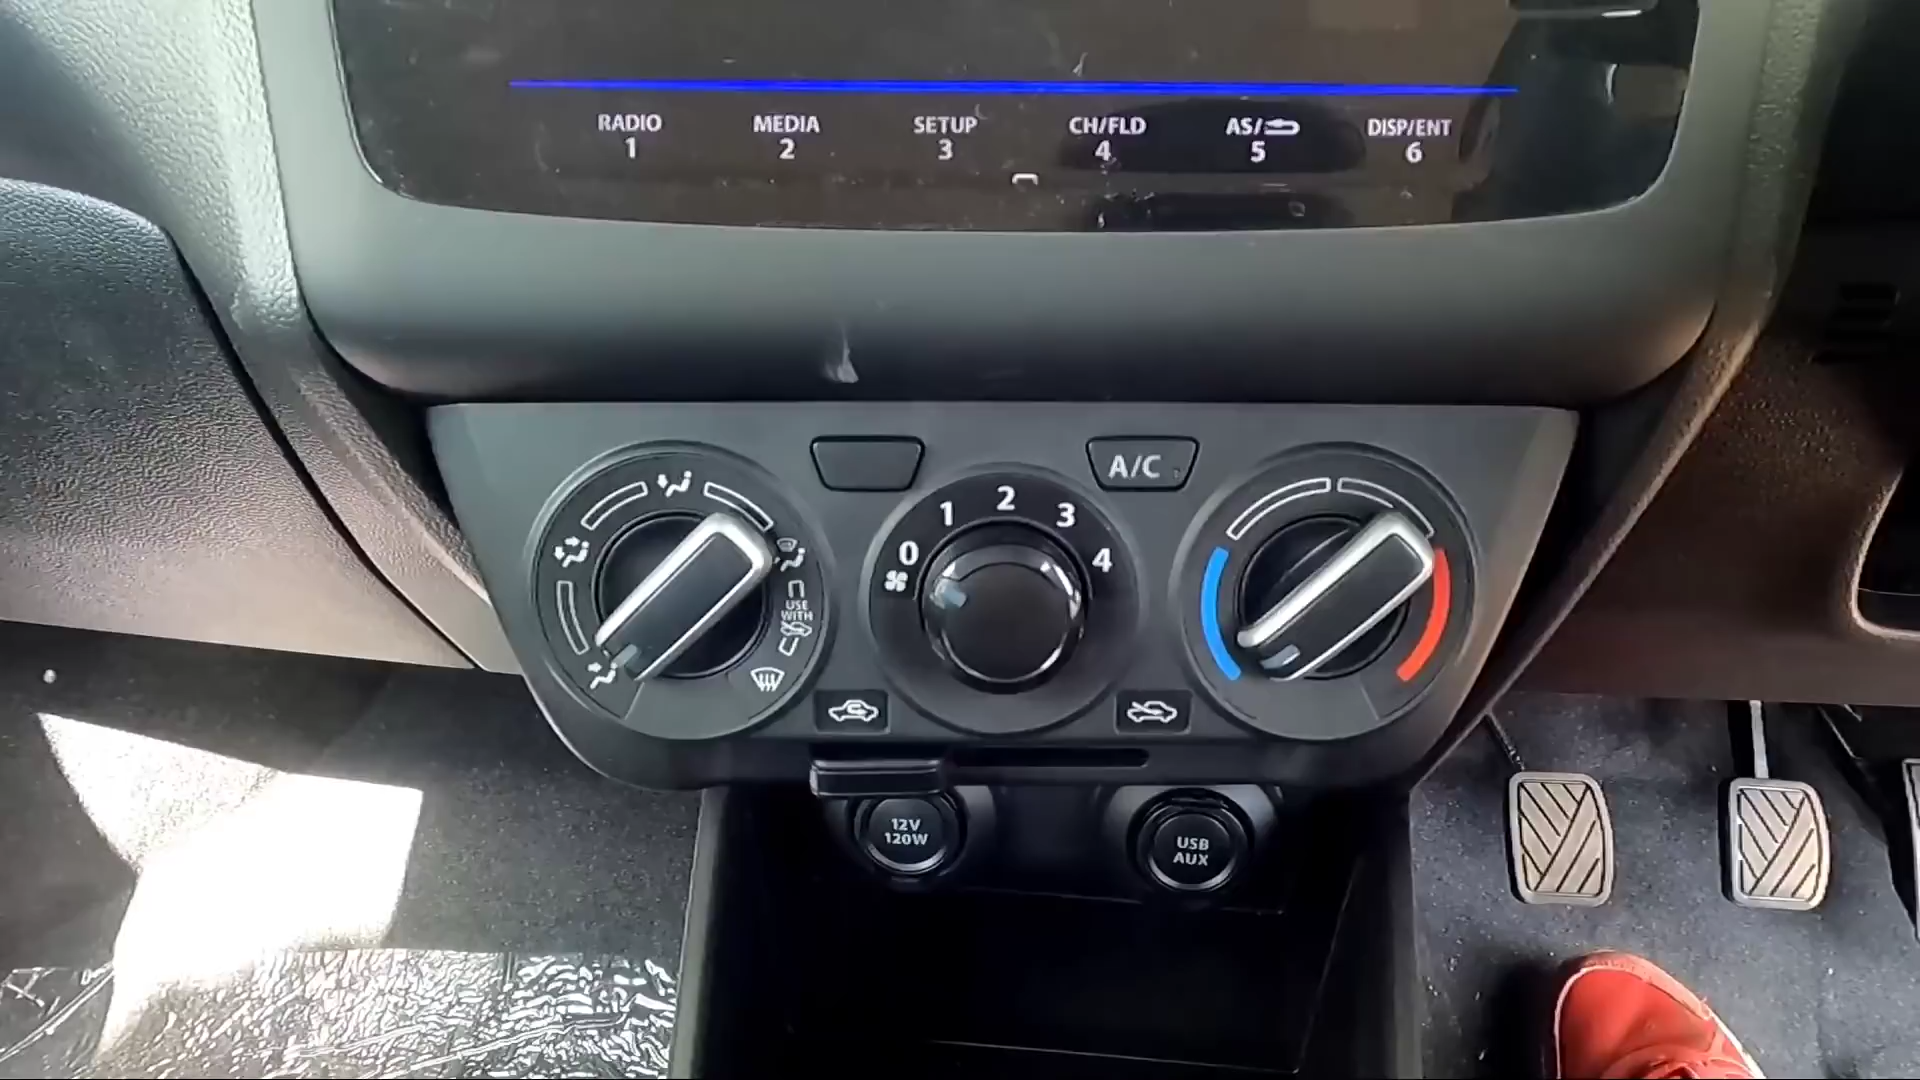 RADIO MEDIA SETUP CH/FLD AS/ DISP/ENT
1 2 3 4 5 6
A/C
0 1 2 3 4
USE
WITH
12V
120W
USB
AUX